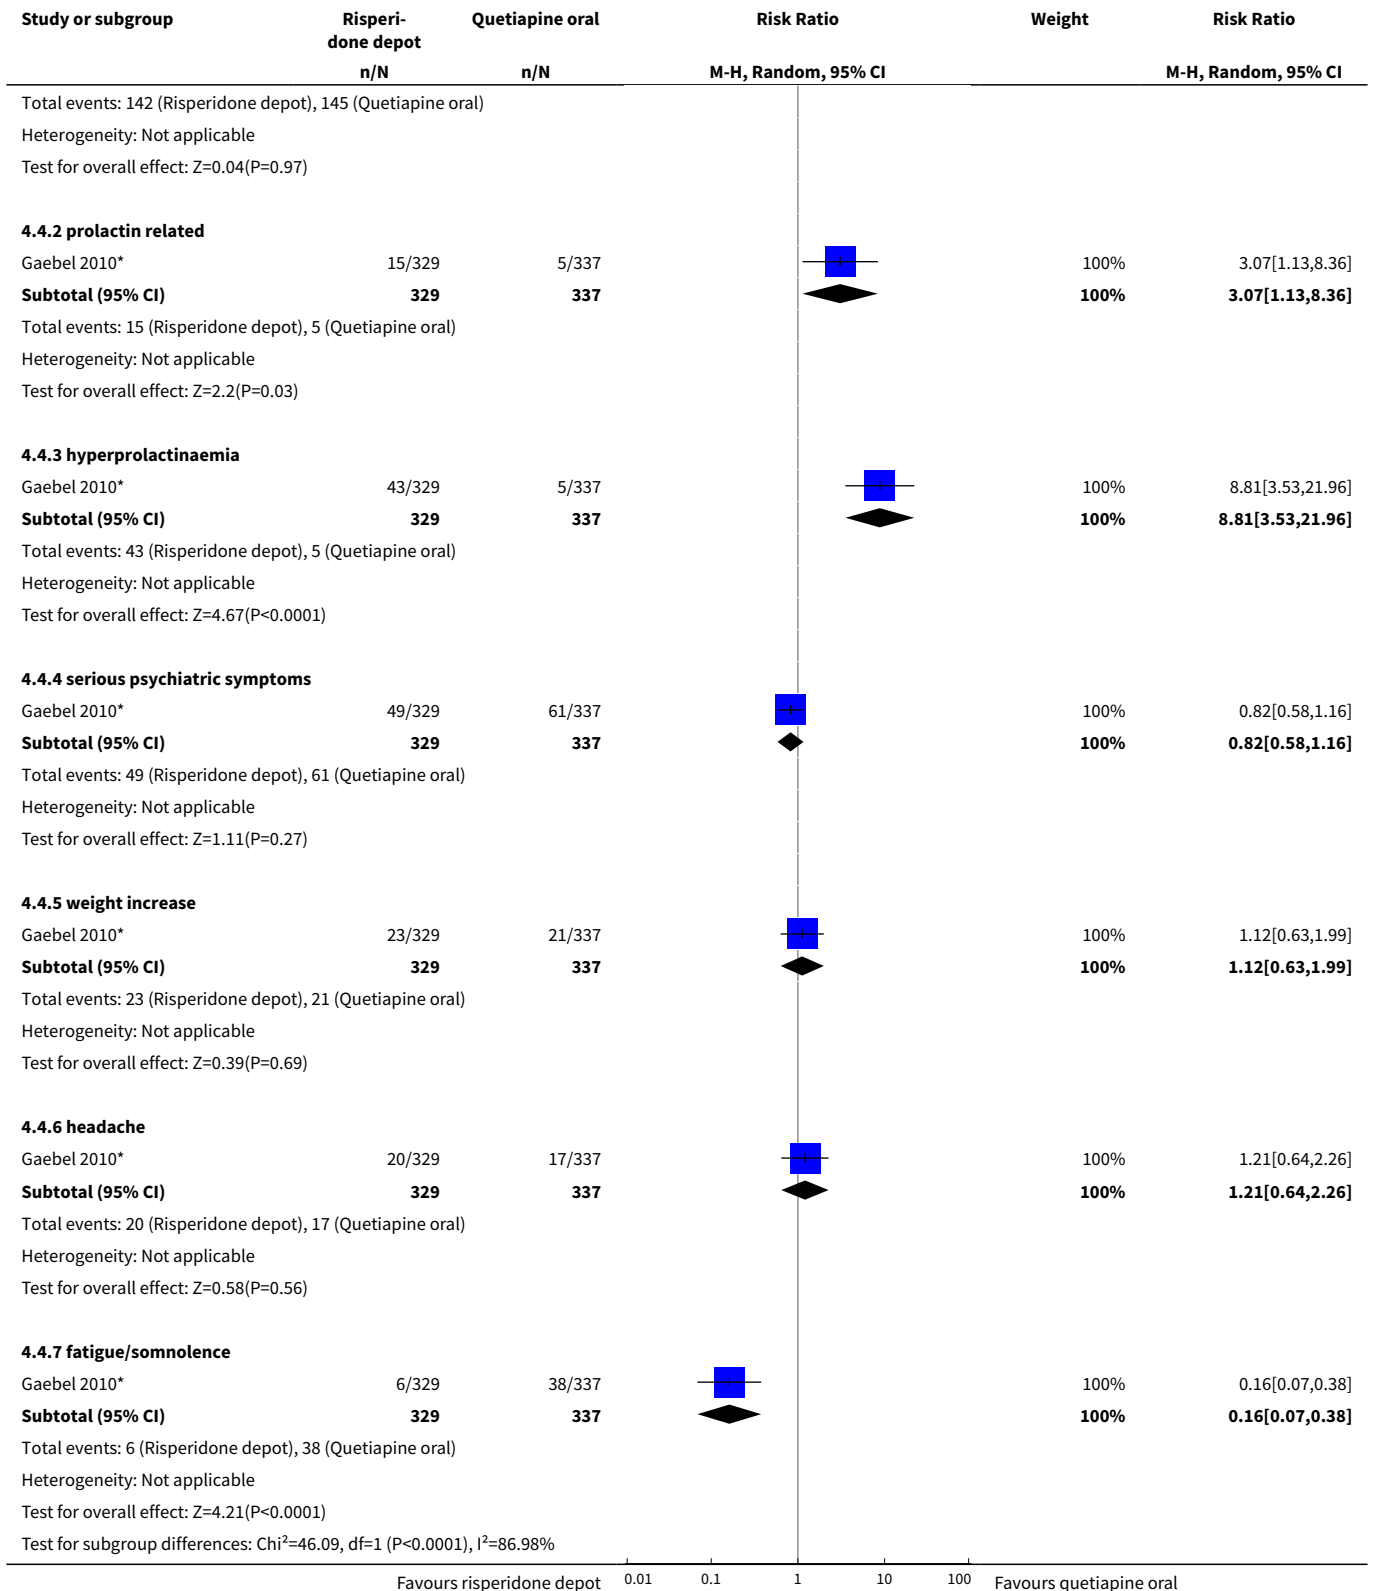 Study or subgroup Risperi- Quetiapine oral Risk Ratio Weight Risk Ratio
done depot
n/N n/N M-H, Random, 95% CI M-H, Random, 95% CI
Total events: 142 (Risperidone depot), 145 (Quetiapine oral)
Heterogeneity: Not applicable
Test for overall effect: Z=0.04(P=0.97)
4.4.2 prolactin related
Gaebel 2010* 15/329 5/337 100% 3.07[1.13,8.36]
Subtotal (95% CI) 329 337 100% 3.07[1.13,8.36]
Total events: 15 (Risperidone depot), 5 (Quetiapine oral)
Heterogeneity: Not applicable
Test for overall effect: Z=2.2(P=0.03)
4.4.3 hyperprolactinaemia
Gaebel 2010* 43/329 5/337 100% 8.81[3.53,21.96]
Subtotal (95% CI) 329 337 100% 8.81[3.53,21.96]
Total events: 43 (Risperidone depot), 5 (Quetiapine oral)
Heterogeneity: Not applicable
Test for overall effect: Z=4.67(P<0.0001)
4.4.4 serious psychiatric symptoms
Gaebel 2010* 49/329 61/337 100% 0.82[0.58,1.16]
Subtotal (95% CI) 329 337 100% 0.82[0.58,1.16]
Total events: 49 (Risperidone depot), 61 (Quetiapine oral)
Heterogeneity: Not applicable
Test for overall effect: Z=1.11(P=0.27)
4.4.5 weight increase
Gaebel 2010* 23/329 21/337 100% 1.12[0.63,1.99]
Subtotal (95% CI) 329 337 100% 1.12[0.63,1.99]
Total events: 23 (Risperidone depot), 21 (Quetiapine oral)
Heterogeneity: Not applicable
Test for overall effect: Z=0.39(P=0.69)
4.4.6 headache
Gaebel 2010* 20/329 17/337 100% 1.21[0.64,2.26]
Subtotal (95% CI) 329 337 100% 1.21[0.64,2.26]
Total events: 20 (Risperidone depot), 17 (Quetiapine oral)
Heterogeneity: Not applicable
Test for overall effect: Z=0.58(P=0.56)
4.4.7 fatigue/somnolence
Gaebel 2010* 6/329 38/337 100% 0.16[0.07,0.38]
Subtotal (95% CI) 329 337 100% 0.16[0.07,0.38]
Total events: 6 (Risperidone depot), 38 (Quetiapine oral)
Heterogeneity: Not applicable
Test for overall effect: Z=4.21(P<0.0001)
Test for subgroup differences: Chi²=46.09, df=1 (P<0.0001), I²=86.98%
Favours risperidone depot 0.01 0.1 1 10 100 Favours quetiapine oral